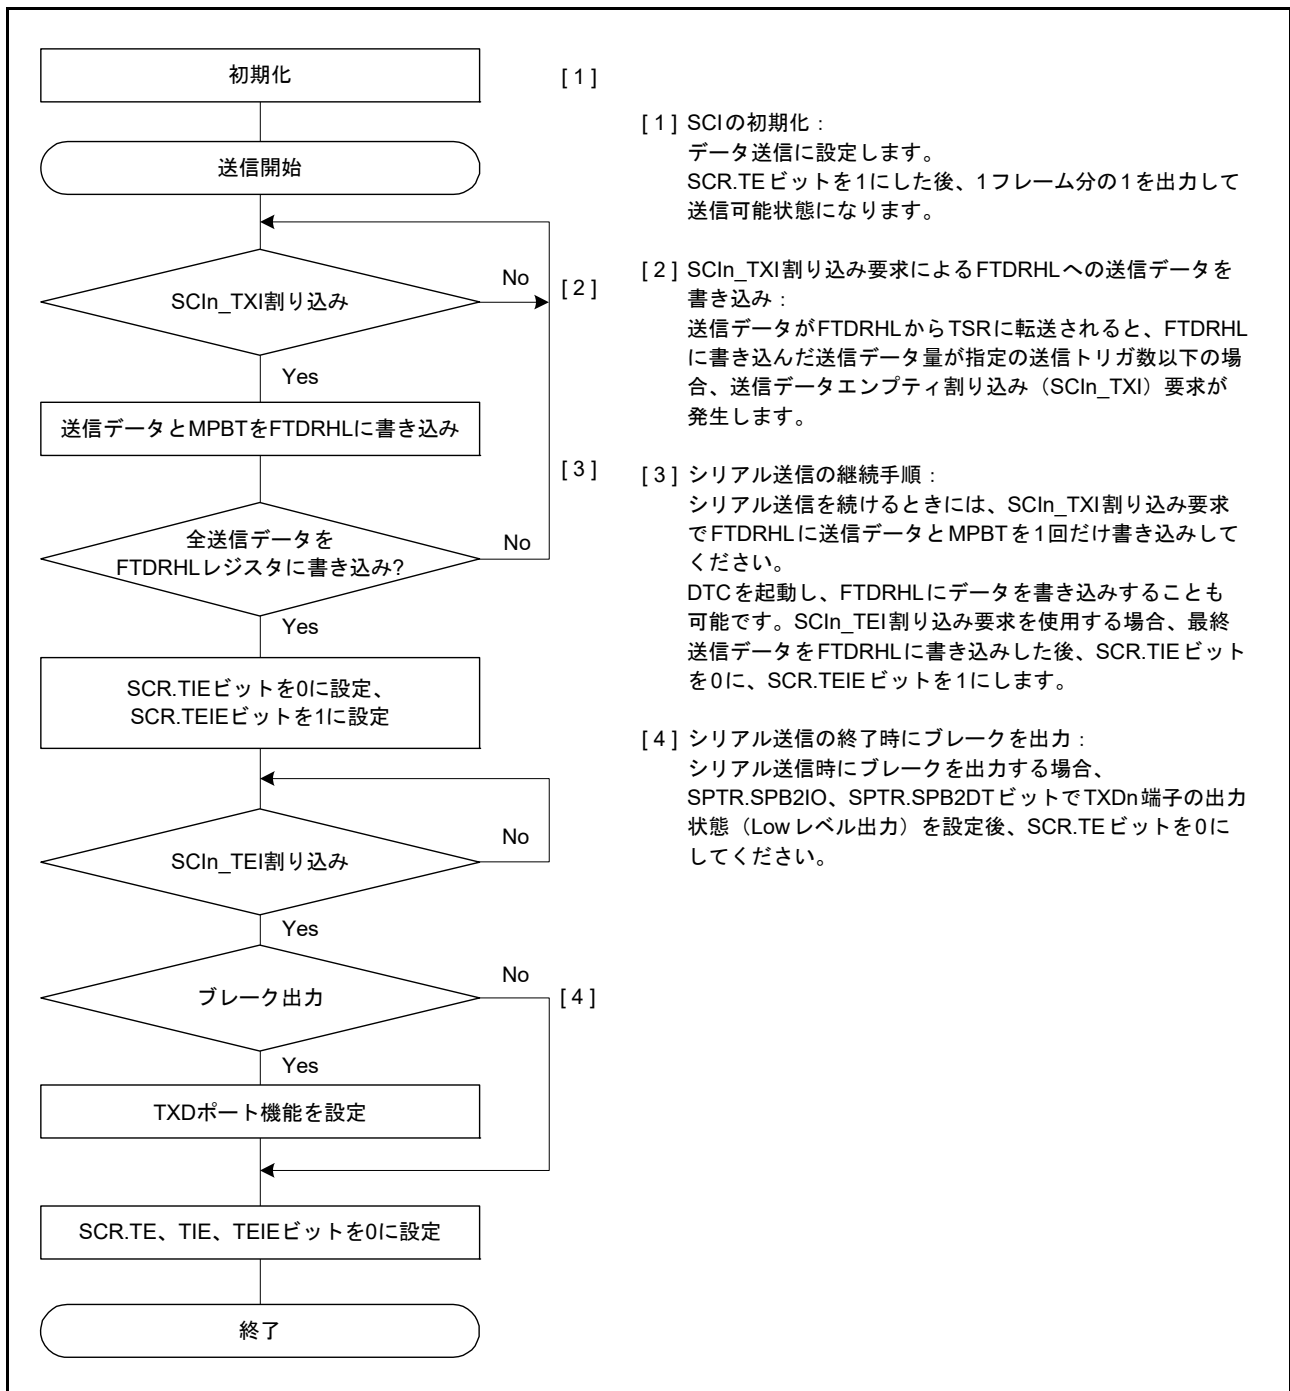 初期化
[ 1 ]
送信開始
SCIn_TXI割り込み
No
[ 2 ]
Yes
送信データとMPBTをFTDRHLに書き込み
[ 3 ]
全送信データを
FTDRHLレジスタに書き込み?
No
Yes
SCR.TIEビットを0に設定、
SCR.TEIEビットを1に設定
SCIn_TEI割り込み
No
Yes
ブレーク出力
No
[ 4 ]
Yes
TXDポート機能を設定
SCR.TE、TIE、TEIEビットを0に設定
終了
[ 1 ] SCIの初期化：
データ送信に設定します。
SCR.TEビットを1にした後、1フレーム分の1を出力して
送信可能状態になります。
[ 2 ] SCIn_TXI割り込み要求によるFTDRHLへの送信データを
書き込み：
送信データがFTDRHLからTSRに転送されると、FTDRHL
に書き込んだ送信データ量が指定の送信トリガ数以下の場
合、送信データエンプティ割り込み（SCIn_TXI）要求が
発生します。
[ 3 ] シリアル送信の継続手順：
シリアル送信を続けるときには、SCIn_TXI割り込み要求
でFTDRHLに送信データとMPBTを1回だけ書き込みして
ください。
DTCを起動し、FTDRHLにデータを書き込みすることも
可能です。SCIn_TEI割り込み要求を使用する場合、最終
送信データをFTDRHLに書き込みした後、SCR.TIEビット
を0に、SCR.TEIEビットを1にします。
[ 4 ] シリアル送信の終了時にブレークを出力：
シリアル送信時にブレークを出力する場合、
SPTR.SPB2IO、SPTR.SPB2DTビットでTXDn端子の出力
状態（Lowレベル出力）を設定後、SCR.TEビットを0に
してください。